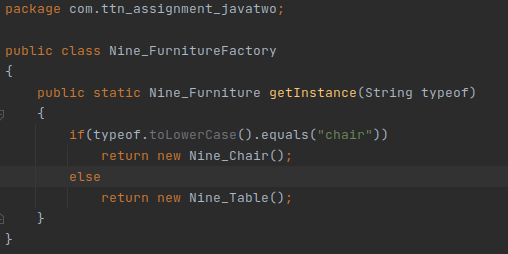 package com.ttn_assignment_javatwo;
public class Nine_FurnitureFactory
{
public static Nine_Furniture getInstance(String typeof)
{
if(typeof.toLowerCase().equals("chair"))
return new Nine_Chair();
else
return new Nine_Table();
}
}